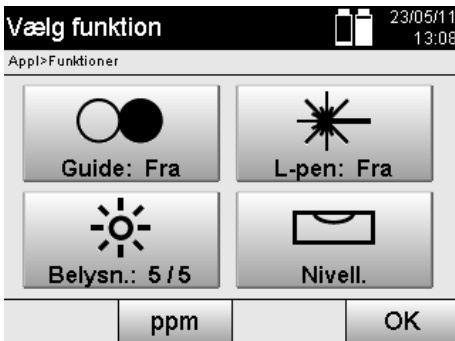 Vælg funktion
23/05/11
13:08
Appl>Funktioner
Guide: Fra
L-pen: Fra
Belysn.: 5/5
Nivell.
ppm
OK